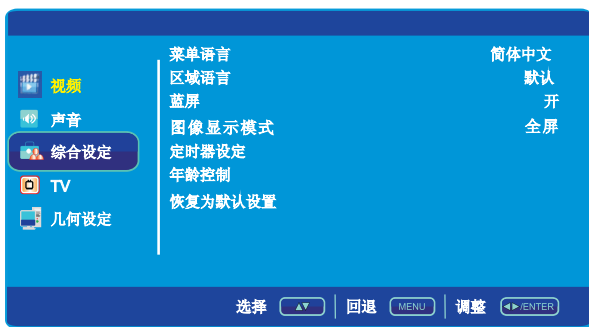 视频
声音
综合设定
TV
几何设定
菜单语言 简体中文
区域语言 默认
蓝屏 开
图像显示模式 全屏
定时器设定
年龄控制
恢复为默认设置
选择 ▲▼ 回退 MENU 调整 ◀▶/ENTER